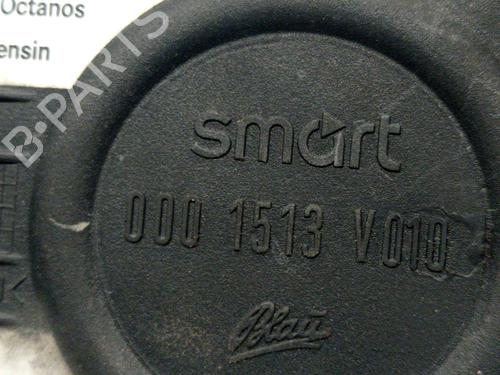 Octanos
ensin
B-PARTS
smart
000 1513 V010
Blau
K